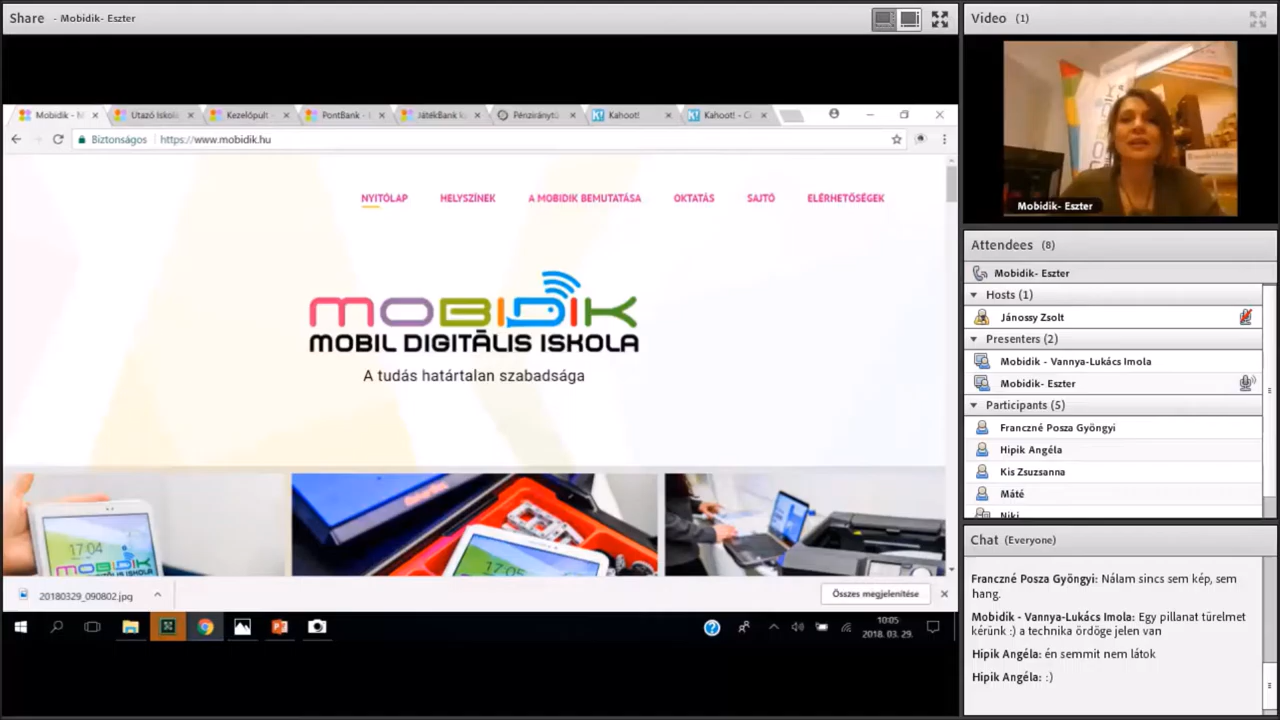 Share - Mobidik- Eszter
Mobidik - M
Utazó Iskola
Kezelőpult -
PontBank -
JátékBank k
Pénziránytű
Kahoot!
Kahoot! - G
Biztonságos
https://www.mobidik.hu
NYITÓLAP
HELYSZÍNEK
A MOBIDIK BEMUTATÁSA
OKTATÁS
SAJTÓ
ELÉRHETŐSÉGEK
MOBIDIK
MOBIL DIGITÁLIS ISKOLA
A tudás határtalan szabadsága
17:04
MOBIDIK
17:05
20180329_090802.jpg
Összes megjelenítése
10:05
2018. 03. 29.
Video (1)
Mobidik- Eszter
Attendees (8)
Mobidik- Eszter
Hosts (1)
Jánossy Zsolt
Presenters (2)
Mobidik - Vannya-Lukács Imola
Mobidik- Eszter
Participants (5)
Franczné Posza Gyöngyi
Hipik Angéla
Kis Zsuzsanna
Máté
Niki
Chat (Everyone)
Franczné Posza Gyöngyi: Nálam sincs sem kép, sem
hang.
Mobidik - Vannya-Lukács Imola: Egy pillanat türelmet
kérünk :) a technika ördöge jelen van
Hipik Angéla: én semmit nem látok
Hipik Angéla: :)